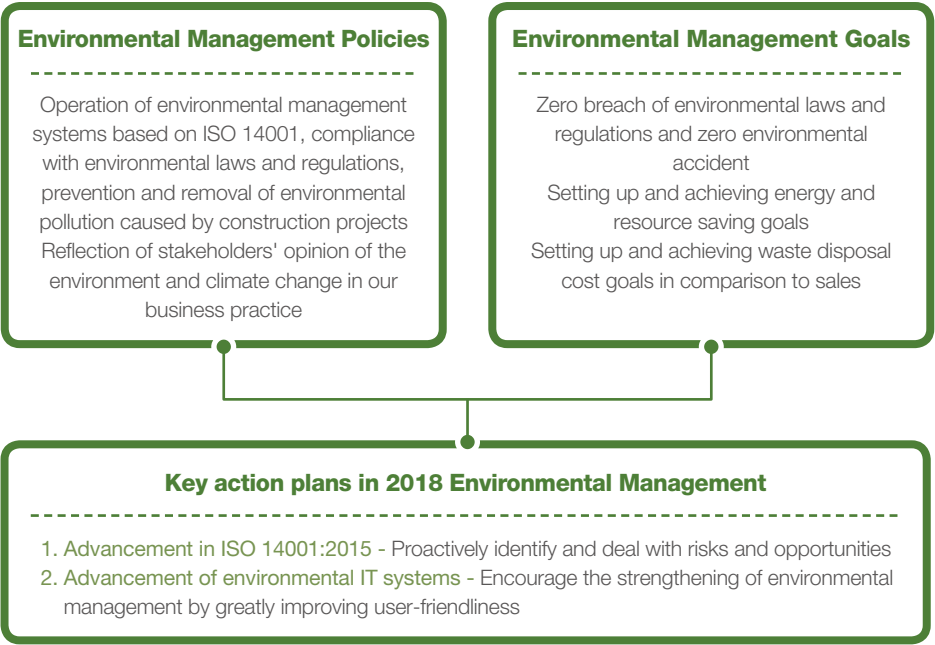 Environmental Management Policies
Operation of environmental management
systems based on ISO 14001, compliance
with environmental laws and regulations,
prevention and removal of environmental
pollution caused by construction projects
Reflection of stakeholders' opinion of the
environment and climate change in our
business practice
Environmental Management Goals
Zero breach of environmental laws and
regulations and zero environmental
accident
Setting up and achieving energy and
resource saving goals
Setting up and achieving waste disposal
cost goals in comparison to sales
Key action plans in 2018 Environmental Management
1. Advancement in ISO 14001:2015 - Proactively identify and deal with risks and opportunities
2. Advancement of environmental IT systems - Encourage the strengthening of environmental
management by greatly improving user-friendliness